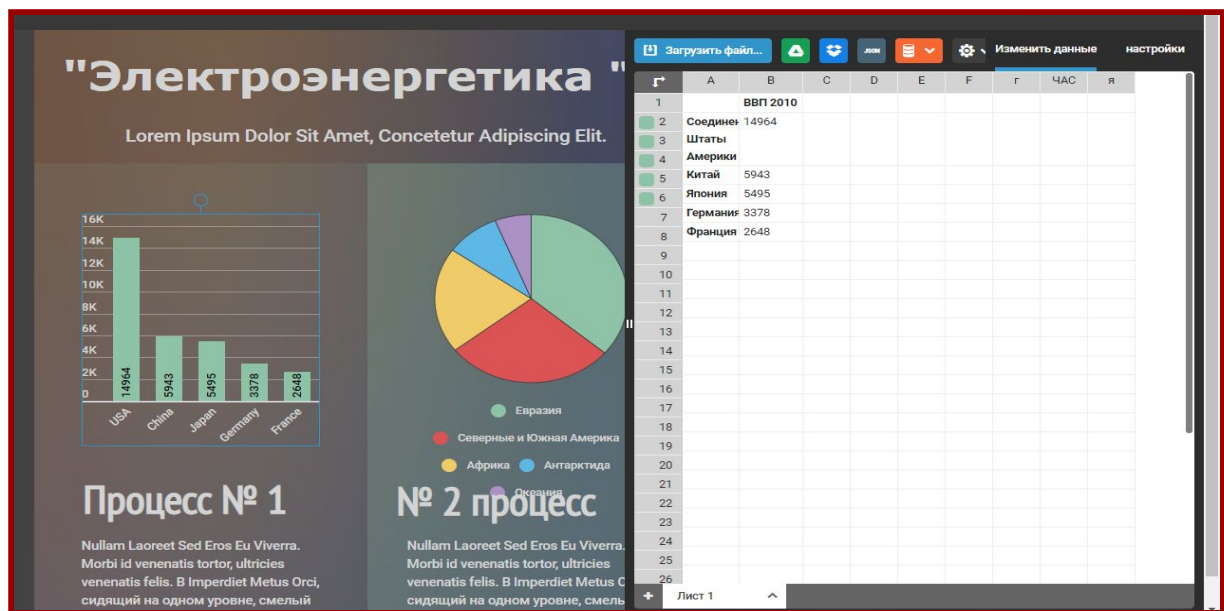 "Электроэнергетика "
Lorem Ipsum Dolor Sit Amet, Concetetur Adipiscing Elit.
16K
14K
12K
10K
8K
6K
4K
2K
0
14964
5943
5495
3378
2648
USA
China
Japan
Germany
France
Евразия
Северные и Южная Америка
Африка
Антарктида
Океания
Процесс № 1
Nullam Laoreet Sed Eros Eu Viverra.
Morbi id venenatis tortor, ultricies
venenatis felis. В Imperdiet Metus Orci,
сидящий на одном уровне, смелый
№ 2 процесс
Nullam Laoreet Sed Eros Eu Viverra.
Morbi id venenatis tortor, ultricies
venenatis felis. В Imperdiet Metus O
сидящий на одном уровне, смель
Загрузить файл...
JSON
Изменить данные
настройки
A B C D E F г ЧАС я
1 ВВП 2010
2 Соединен 14964
3 Штаты
4 Америки
5 Китай 5943
6 Япония 5495
7 Германия 3378
8 Франция 2648
9
10
11
12
13
14
15
16
17
18
19
20
21
22
23
24
25
26
+ Лист 1